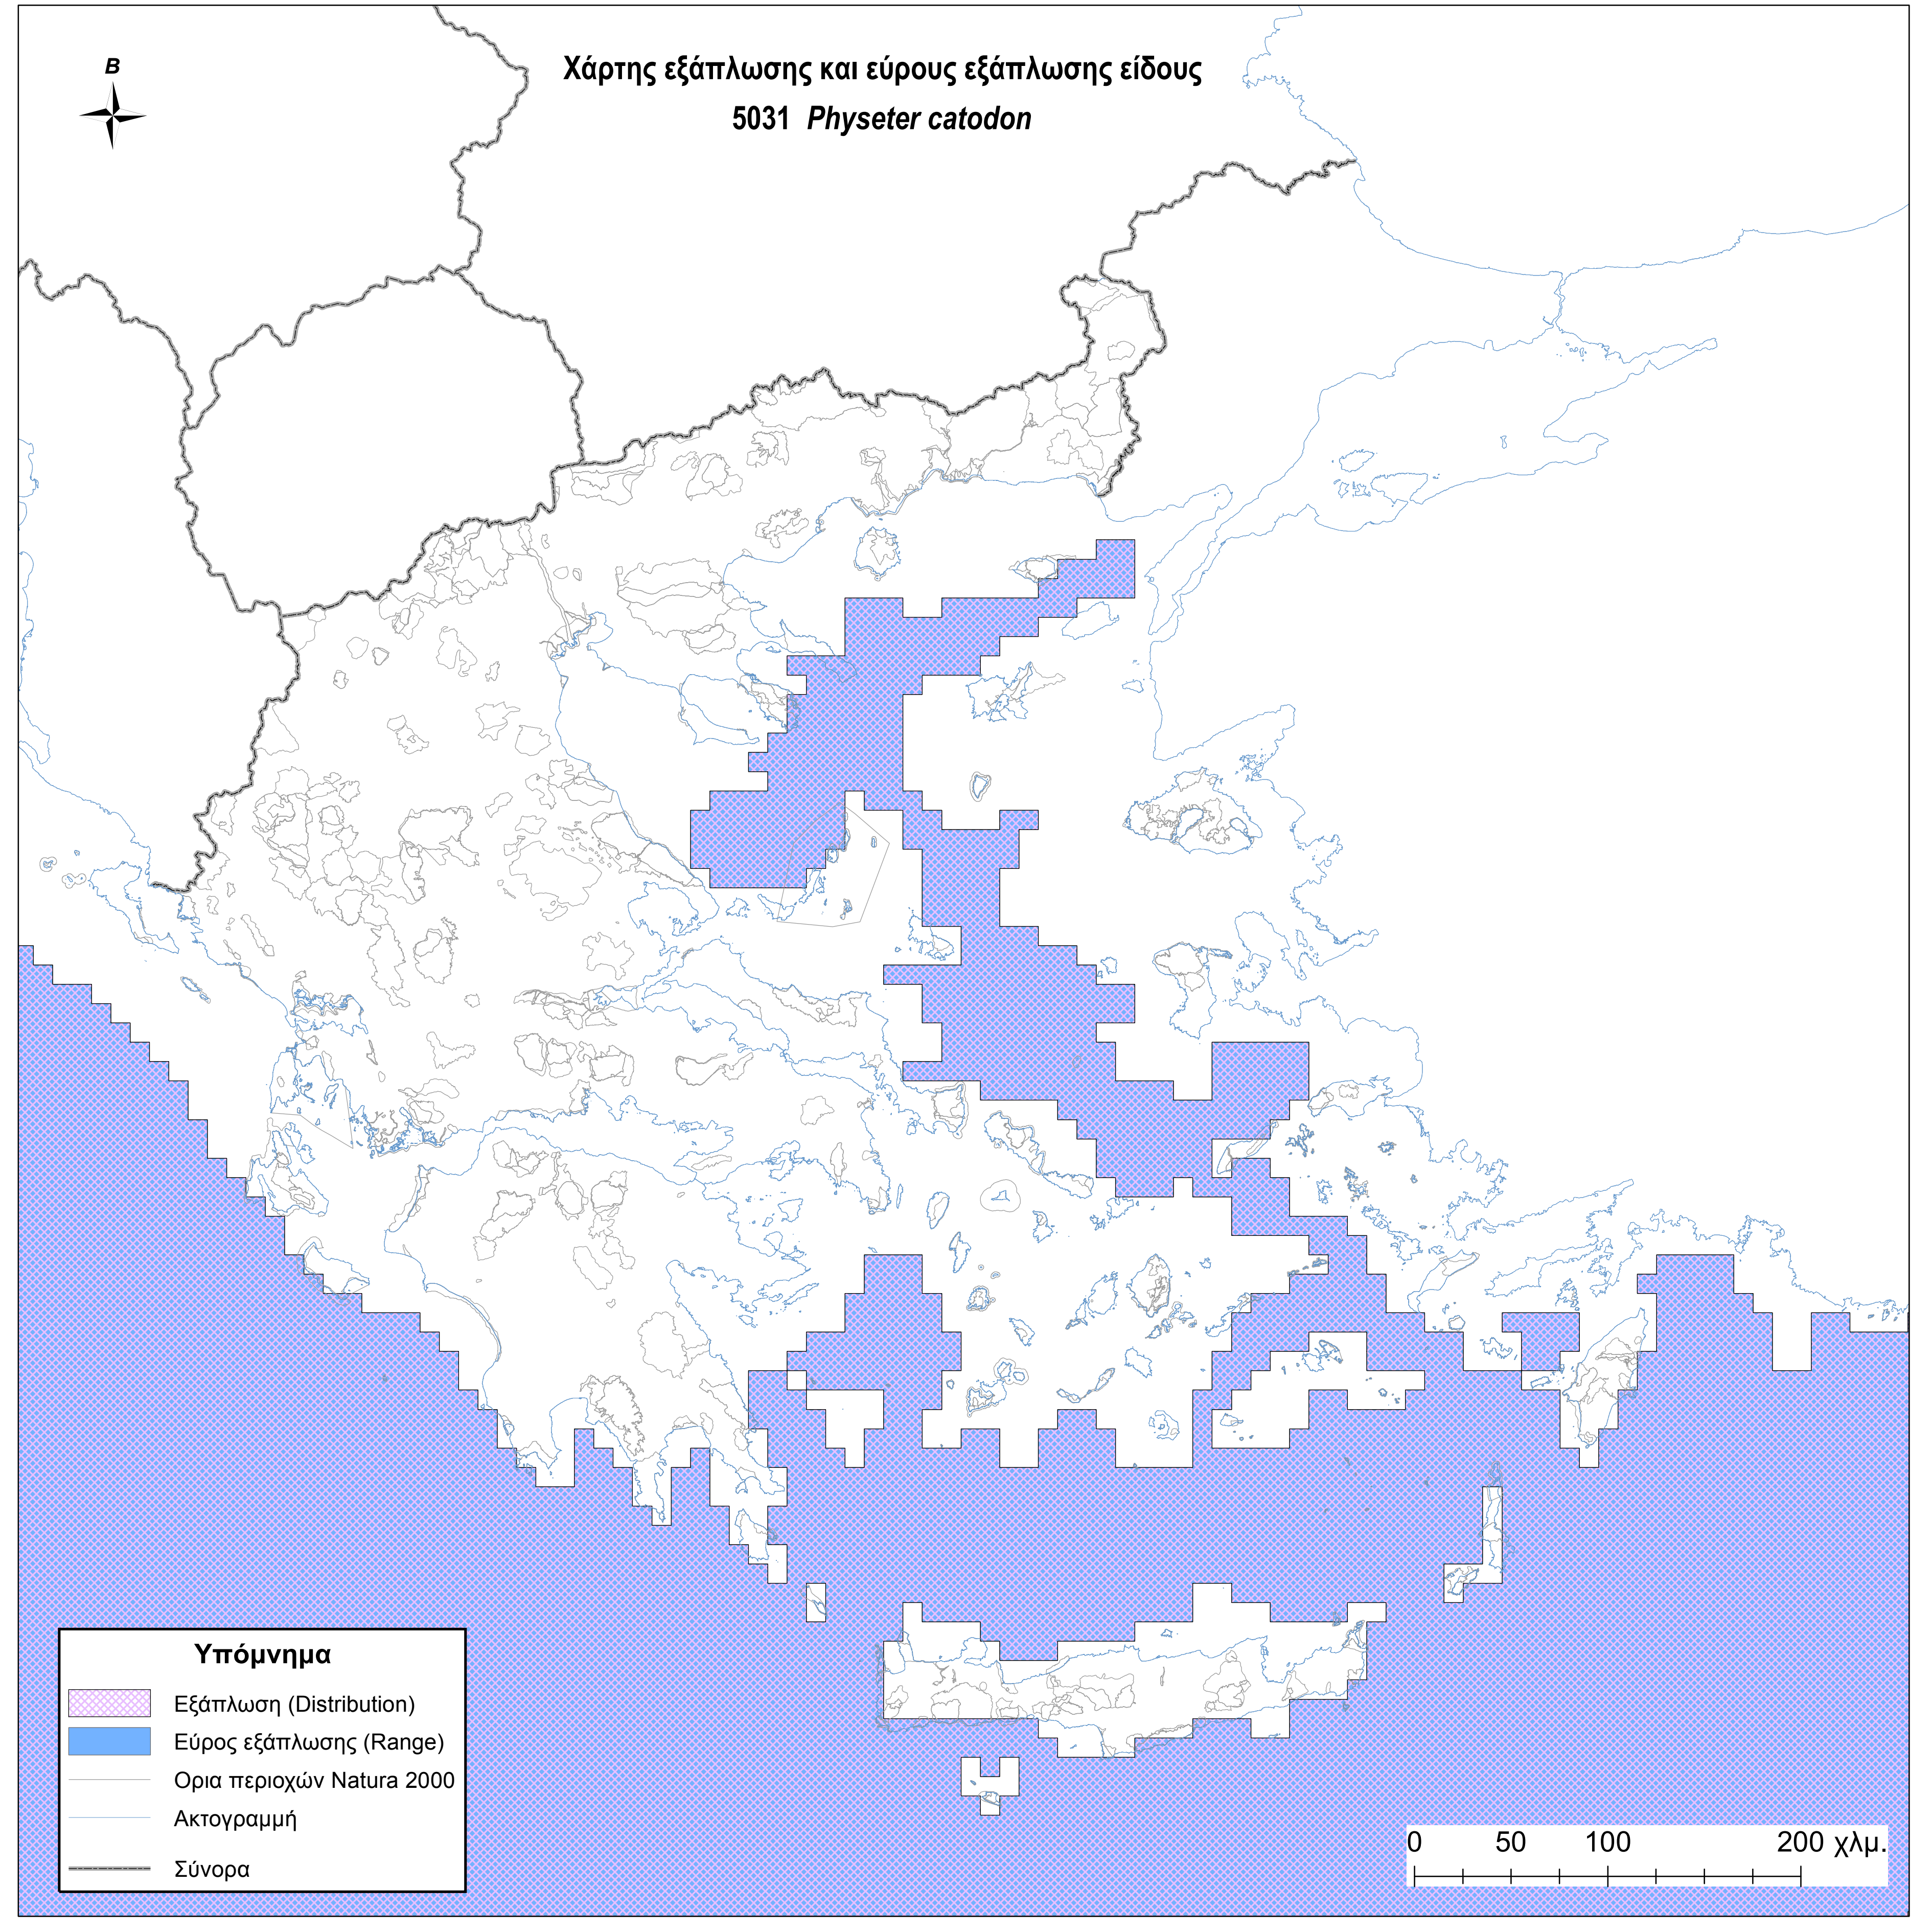 Χάρτης εξάπλωσης και εύρους εξάπλωσης είδους
5031 Physeter catodon
B
Υπόμνημα
Εξάπλωση (Distribution)
Εύρος εξάπλωσης (Range)
Ορια περιοχών Natura 2000
Ακτογραμμή
Σύνορα
0 50 100 200 χλμ.